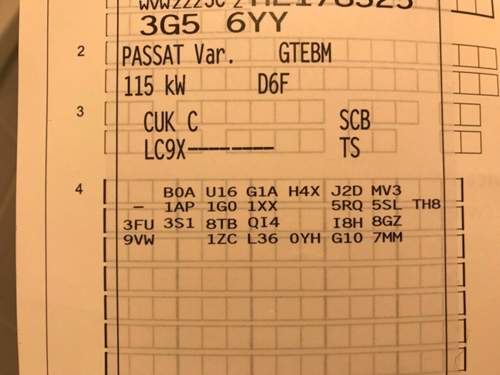 3G5 6YY
2 PASSAT Var. GTEBM
115 kW D6F
3 CUK C SCB
LC9X-------- TS
4 B0A U16 G1A H4X J2D MV3
— 1AP 1G0 1XX 5RQ 5SL TH8
3FU 3S1 8TB QI4 I8H 8GZ
9VW 1ZC L36 0YH G10 7MM